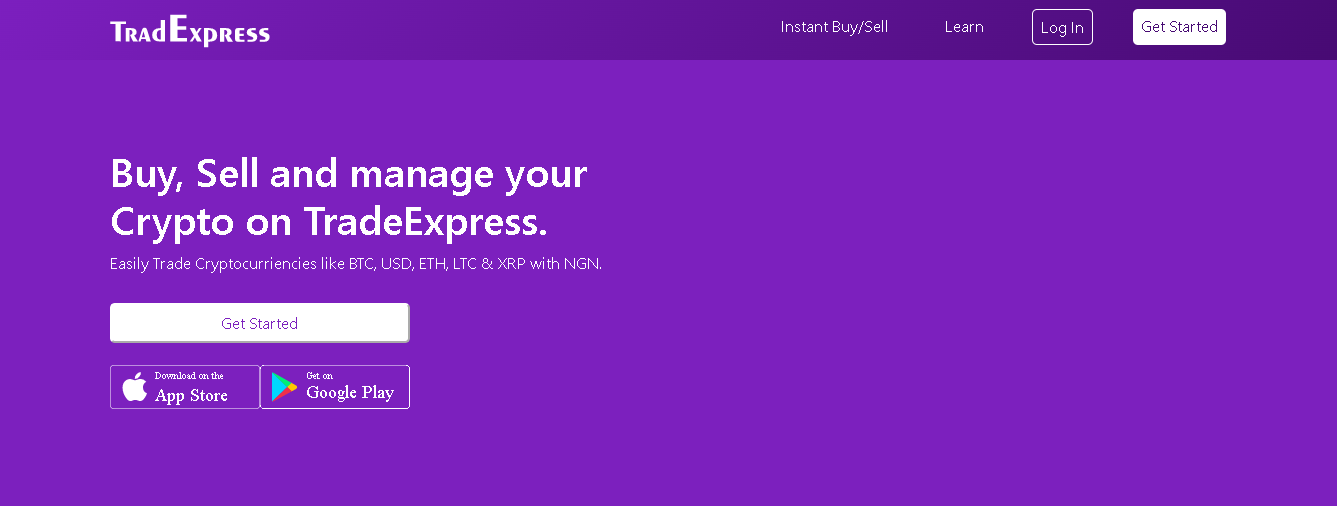 TradExpress
Instant Buy/Sell
Learn
Log In
Get Started
Buy, Sell and manage your
Crypto on TradeExpress.
Easily Trade Cryptocurriencies like BTC, USD, ETH, LTC & XRP with NGN.
Get Started
Download on the
App Store
Get on
Google Play